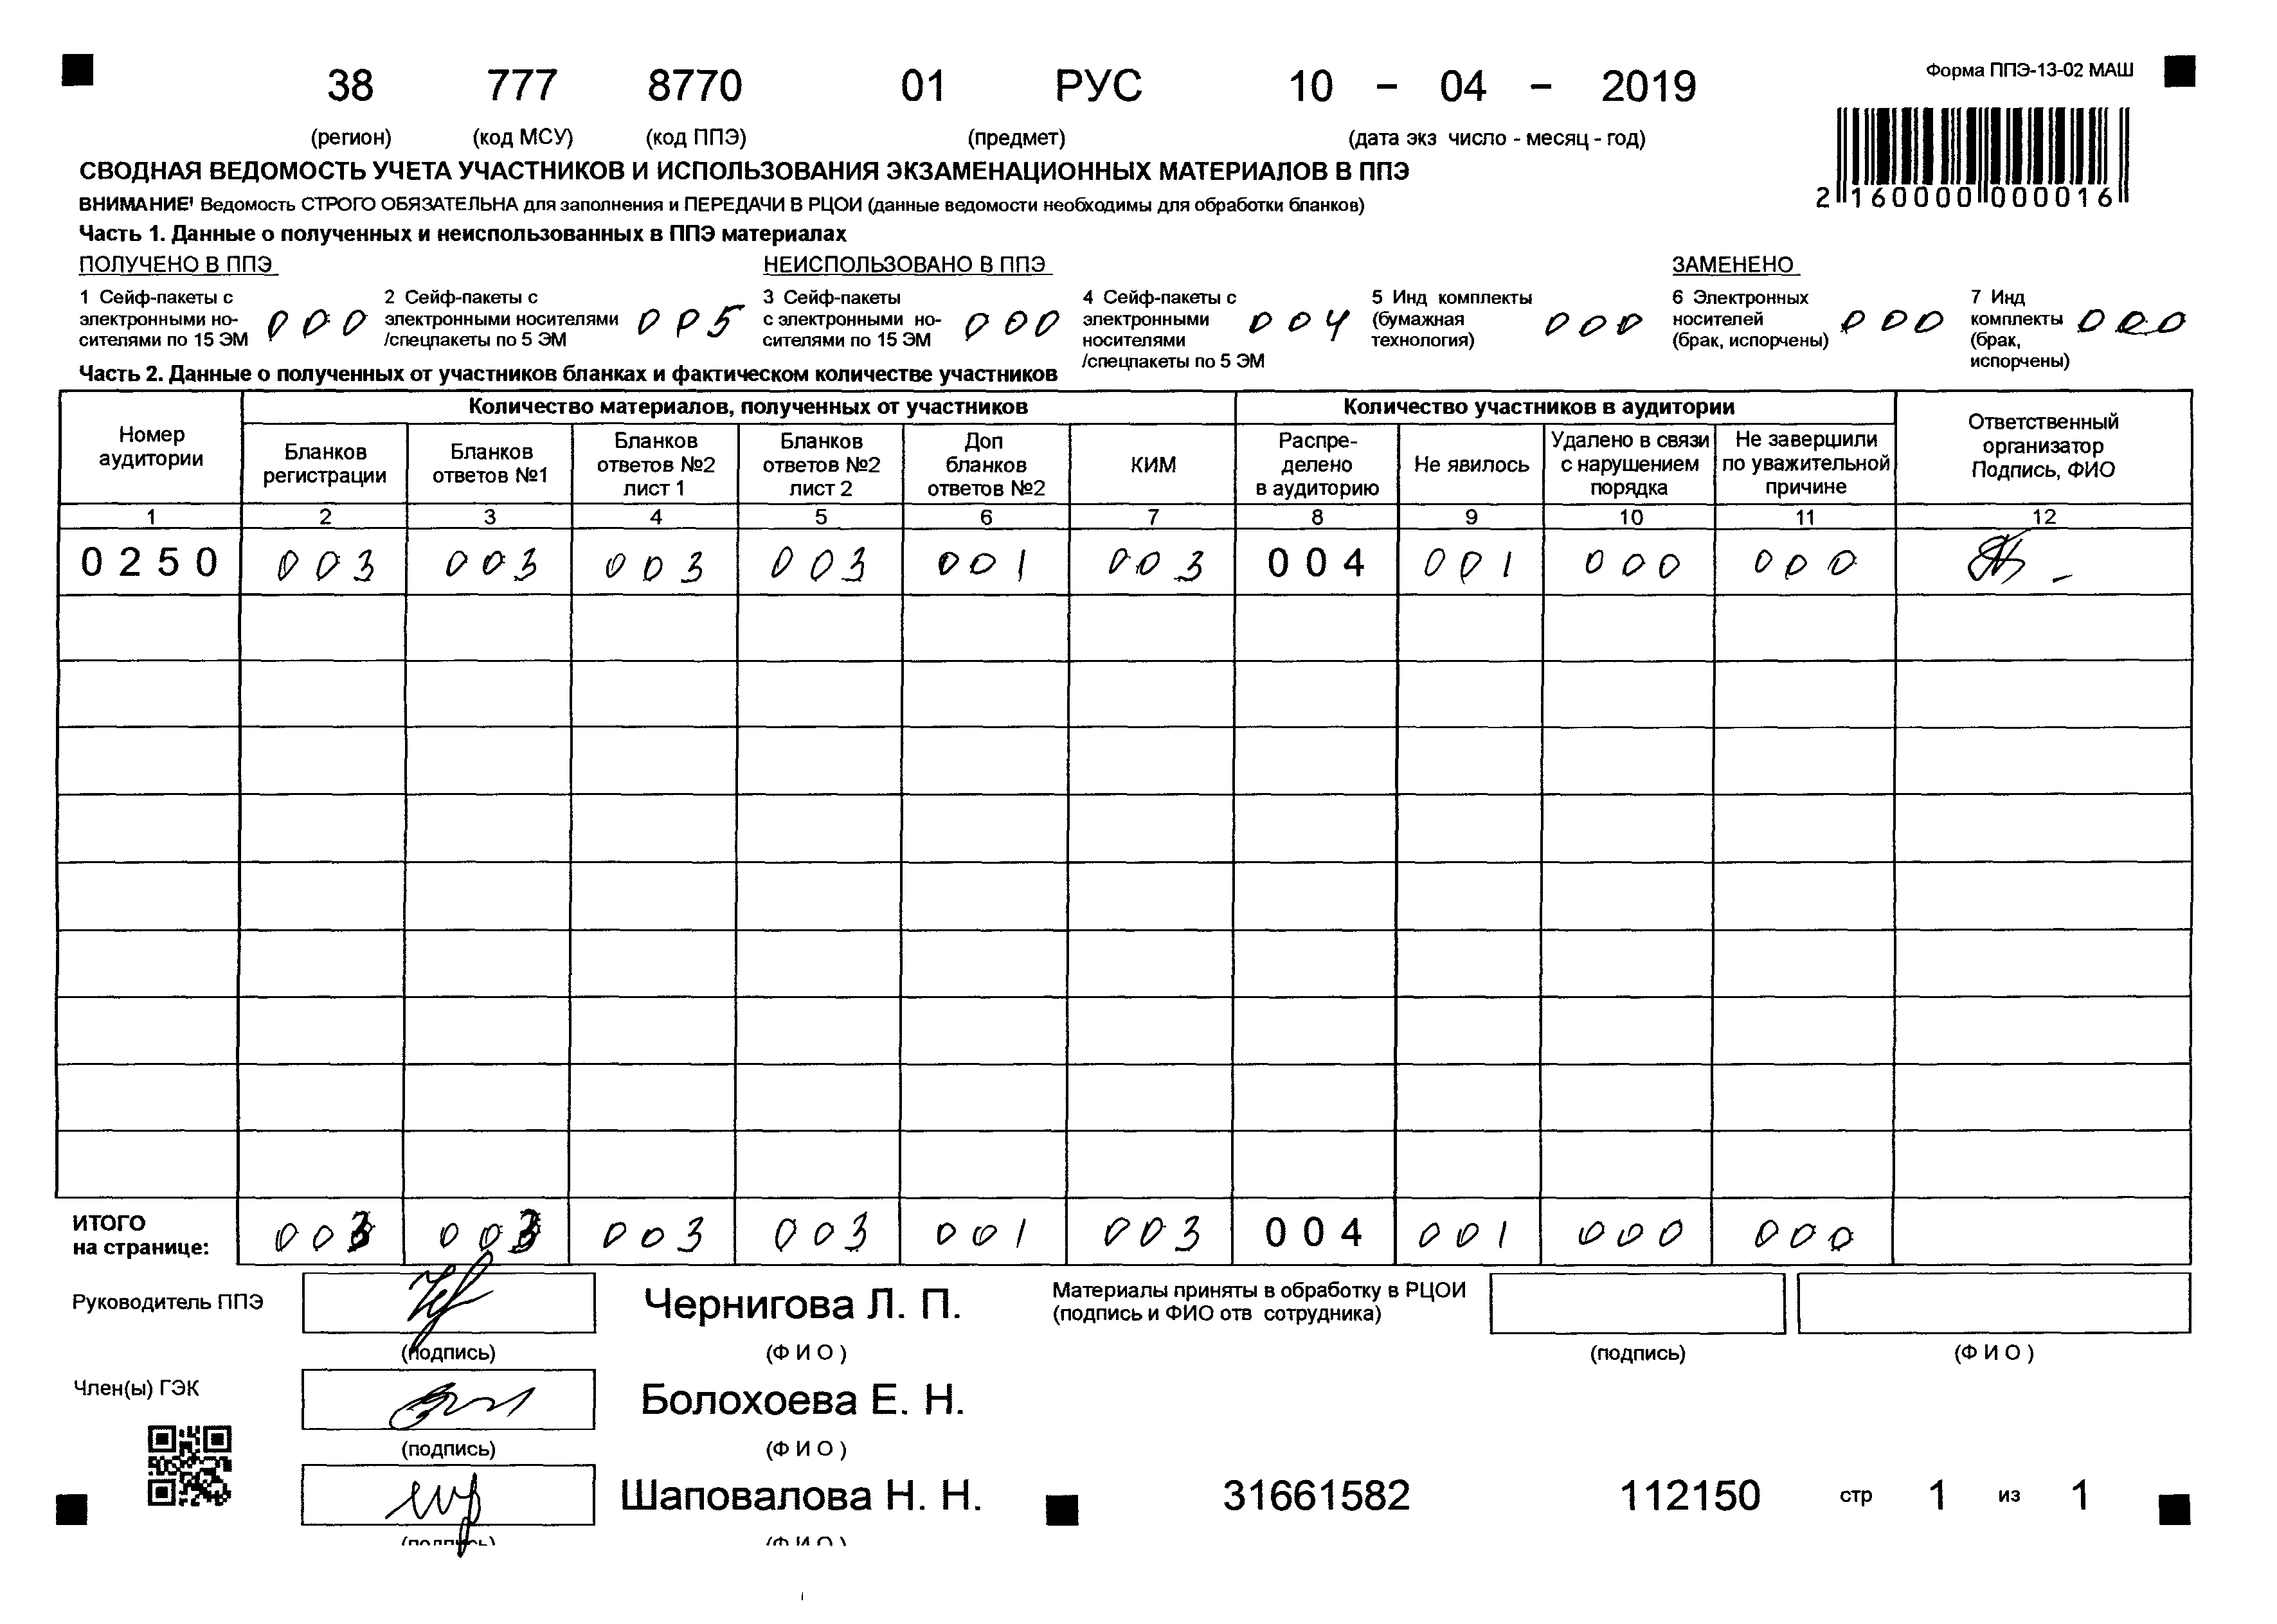 38 777 8770 01 РУС 10 – 04 – 2019 Форма ППЭ-13-02 МАШ
(регион) (код МСУ) (код ППЭ) (предмет) (дата экз число - месяц - год)
СВОДНАЯ ВЕДОМОСТЬ УЧЕТА УЧАСТНИКОВ И ИСПОЛЬЗОВАНИЯ ЭКЗАМЕНАЦИОННЫХ МАТЕРИАЛОВ В ППЭ
2 160000 000016
ВНИМАНИЕ! Ведомость СТРОГО ОБЯЗАТЕЛЬНА для заполнения и ПЕРЕДАЧИ В РЦОИ (данные ведомости необходимы для обработки бланков)
Часть 1. Данные о полученных и неиспользованных в ППЭ материалах
ПОЛУЧЕНО В ППЭ НЕИСПОЛЬЗОВАНО В ППЭ ЗАМЕНЕНО
1 Сейф-пакеты с
электронными но-
сителями по 15 ЭМ
000
2 Сейф-пакеты с
электронными носителями
/спецпакеты по 5 ЭМ
005
3 Сейф-пакеты
с электронными но-
сителями по 15 ЭМ
000
4 Сейф-пакеты с
электронными
носителями
/спецпакеты по 5 ЭМ
004
5 Инд комплекты
(бумажная
технология)
000
6 Электронных
носителей
(брак, испорчены)
000
7 Инд
комплекты
(брак,
испорчены)
000
Часть 2. Данные о полученных от участников бланках и фактическом количестве участников
Номер
аудитории
Количество материалов, полученных от участников
Количество участников в аудитории
Бланков
регистрации
Бланков
ответов №1
Бланков
ответов №2
лист 1
Бланков
ответов №2
лист 2
Доп
бланков
ответов №2
КИМ
Распре-
делено
в аудиторию
Не явилось
Удалено в связи
с нарушением
порядка
Не завершили
по уважительной
причине
Ответственный
организатор
Подпись, ФИО
1 2 3 4 5 6 7 8 9 10 11 12
0250 003 003 003 003 001 003 004 001 000 000
ИТОГО
на странице:
003 003 003 003 001 003 004 001 000 000
Руководитель ППЭ Чернигова Л. П.
(подпись) (Ф И О)
Материалы приняты в обработку в РЦОИ
(подпись и ФИО отв сотрудника)
(подпись) (Ф И О)
Член(ы) ГЭК Болохоева Е. Н.
(подпись) (Ф И О)
Шаповалова Н. Н. 31661582 112150 стр 1 из 1
(подпись) (Ф И О)